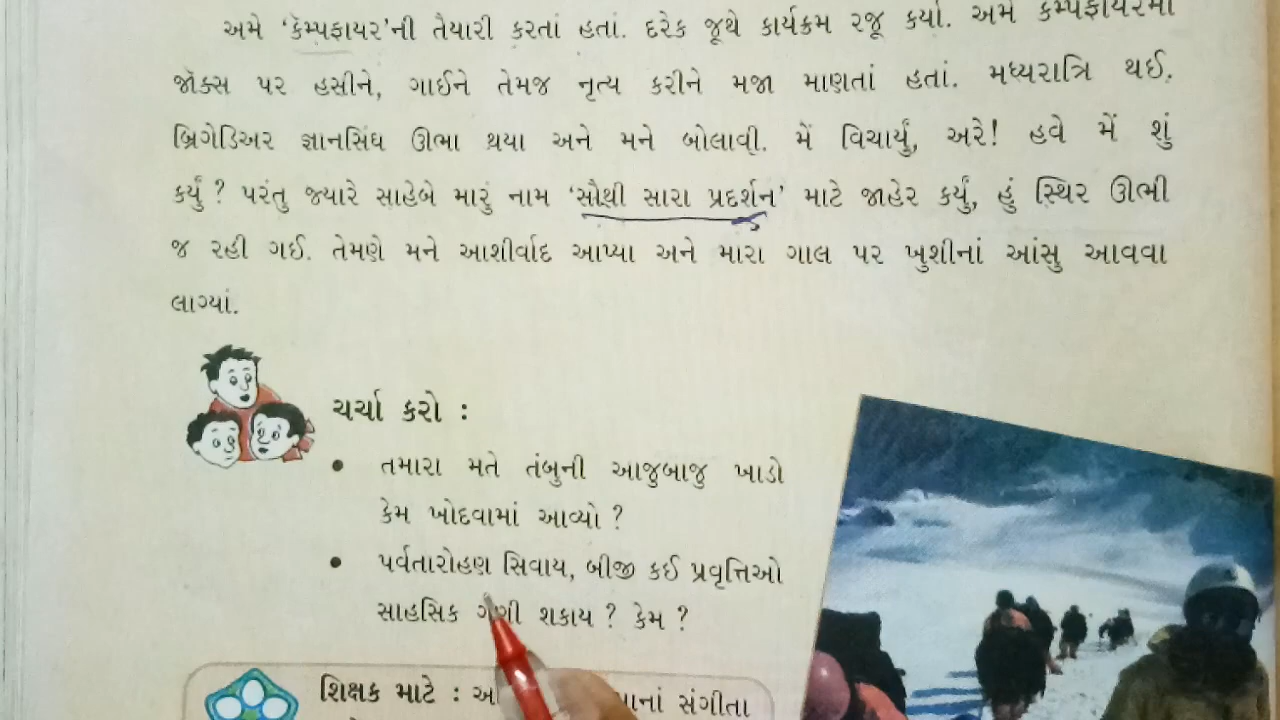 અમે ‘કૅમ્પફાયર’ની તૈયારી કરતાં હતાં. દરેક જૂથે કાર્યક્રમ રજૂ કર્યો. અમે કૅમ્પફાયરમાં
જૉક્સ પર હસીને, ગાઈને તેમજ નૃત્ય કરીને મજા માણતાં હતાં. મધ્યરાત્રિ થઈ.
બ્રિગેડિઅર જ્ઞાનસિંઘ ઊભા થયા અને મને બોલાવી. મેં વિચાર્યું, અરે! હવે મેં શું
કર્યું ? પરંતુ જ્યારે સાહેબે મારું નામ ‘સૌથી સારા પ્રદર્શન’ માટે જાહેર કર્યું, હું સ્થિર ઊભી
જ રહી ગઈ. તેમણે મને આશીર્વાદ આપ્યા અને મારા ગાલ પર ખુશીનાં આંસુ આવવા
લાગ્યાં.
ચર્ચા કરો :
• તમારા મતે તંબુની આજુબાજુ ખાડો
કેમ ખોદવામાં આવ્યો ?
• પર્વતારોહણ સિવાય, બીજી કઈ પ્રવૃત્તિઓ
સાહસિક ગણી શકાય ? કેમ ?
શિક્ષક માટે : સંગીતા